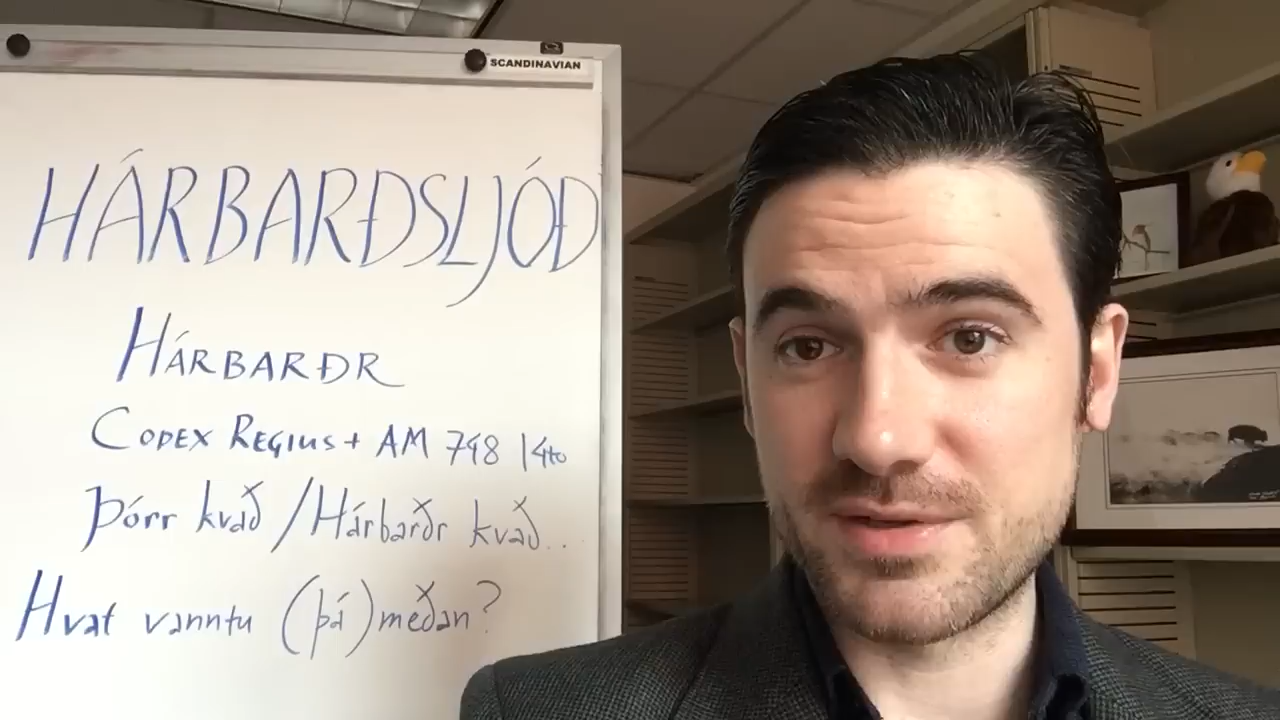 SCANDINAVIAN
HÁRBARÐSLJÓÐ
HÁRBARÐR
CODEX REGIUS + AM 748 I 4to
Þórr kvað / Hárbarðr kvað...
Hvat vanntu (þá) meðan?